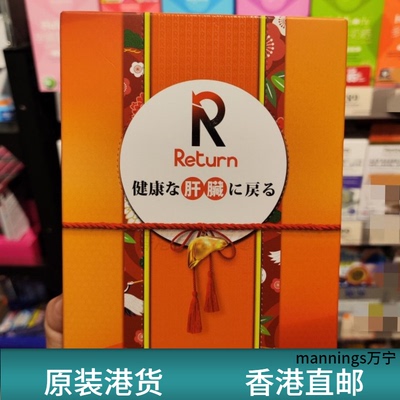 R
Return
健康な肝臓に戻る
mannings万宁
原装港货 香港直邮